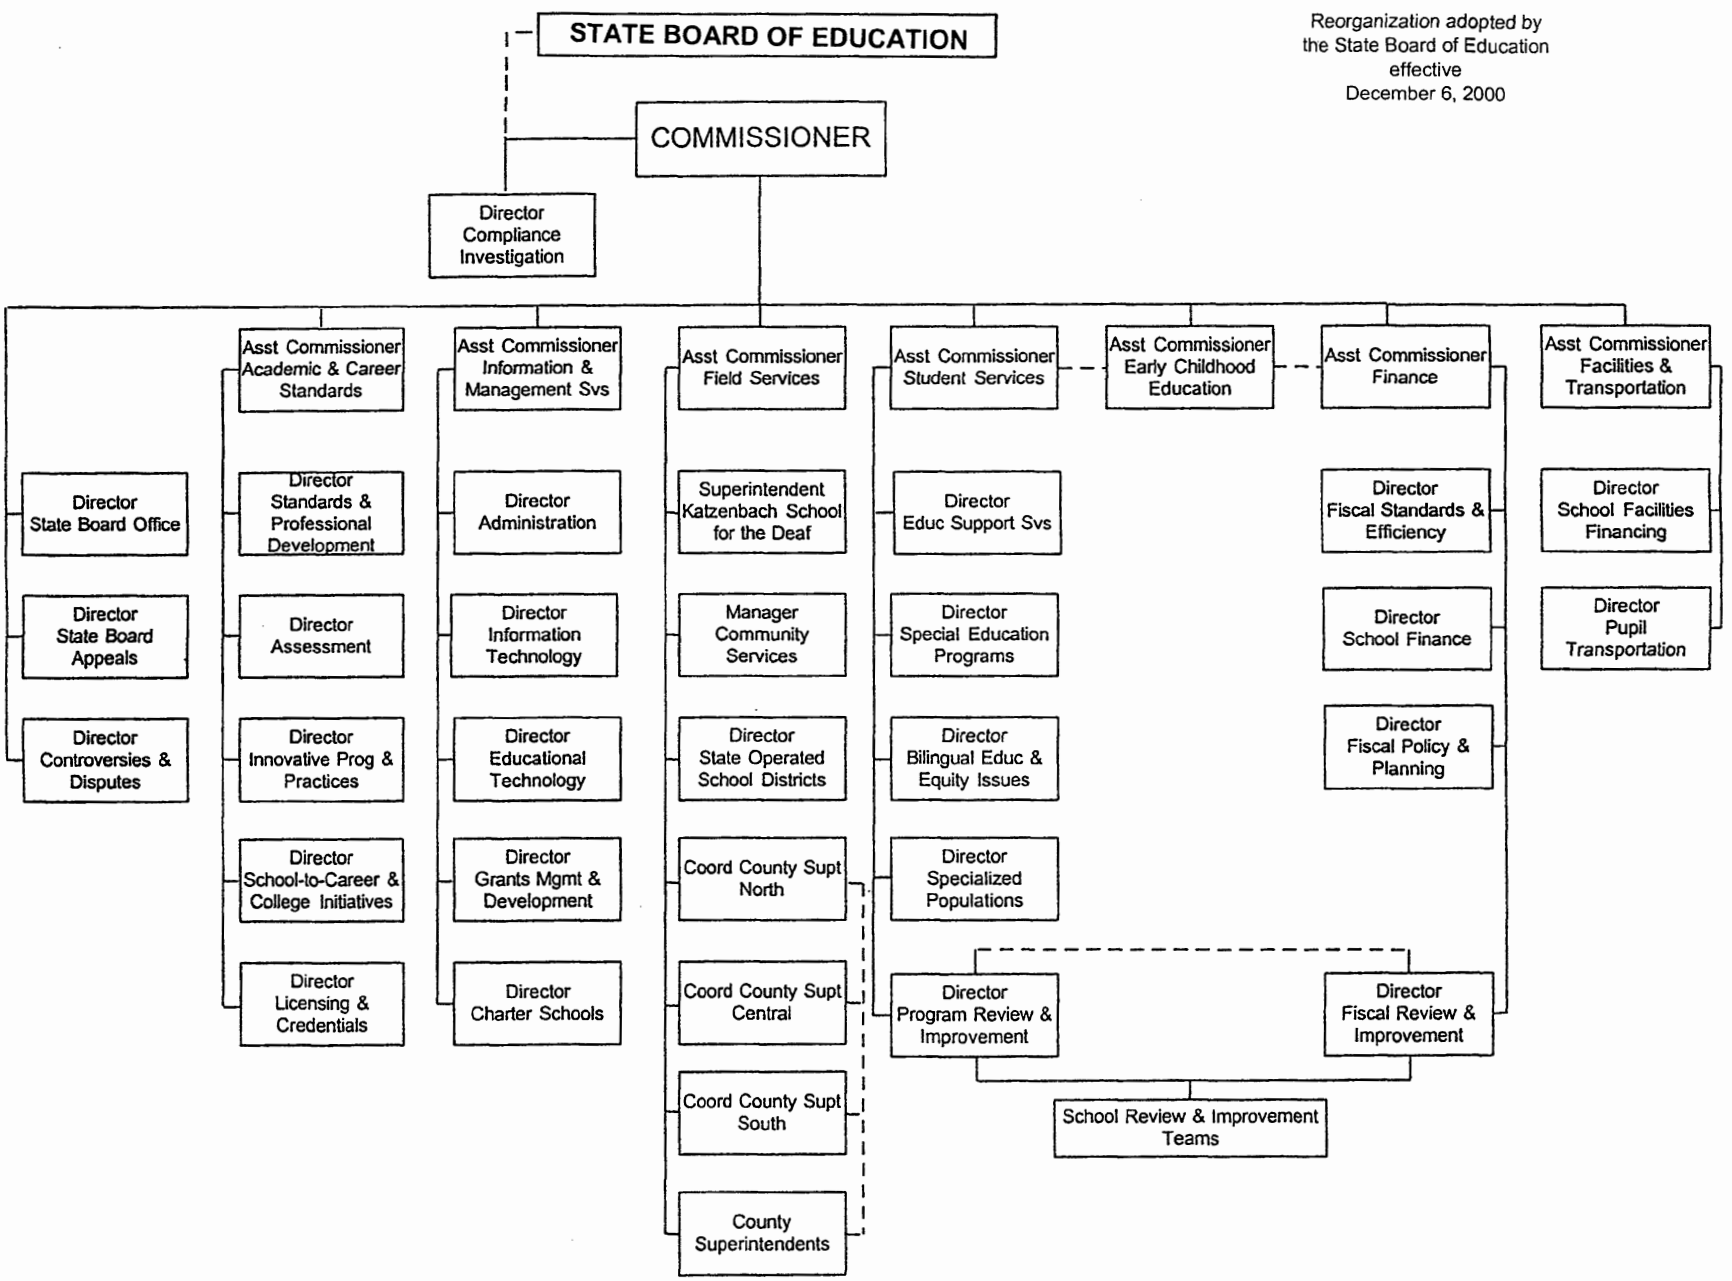 STATE BOARD OF EDUCATION
Reorganization adopted by
the State Board of Education
effective
December 6, 2000
COMMISSIONER
Director
Compliance
Investigation
Asst Commissioner
Academic & Career
Standards
Asst Commissioner
Information &
Management Svs
Asst Commissioner
Field Services
Asst Commissioner
Student Services
Asst Commissioner
Early Childhood
Education
Asst Commissioner
Finance
Asst Commissioner
Facilities &
Transportation
Director
State Board Office
Director
Standards &
Professional
Development
Director
Administration
Superintendent
Katzenbach School
for the Deaf
Director
Educ Support Svs
Director
Fiscal Standards &
Efficiency
Director
School Facilities
Financing
Director
State Board
Appeals
Director
Assessment
Director
Information
Technology
Manager
Community
Services
Director
Special Education
Programs
Director
School Finance
Director
Pupil
Transportation
Director
Controversies &
Disputes
Director
Innovative Prog &
Practices
Director
Educational
Technology
Director
State Operated
School Districts
Director
Bilingual Educ &
Equity Issues
Director
Fiscal Policy &
Planning
Director
School-to-Career &
College Initiatives
Director
Grants Mgmt &
Development
Coord County Supt
North
Director
Specialized
Populations
Director
Licensing &
Credentials
Director
Charter Schools
Coord County Supt
Central
Director
Program Review &
Improvement
Director
Fiscal Review &
Improvement
Coord County Supt
South
School Review & Improvement
Teams
County
Superintendents